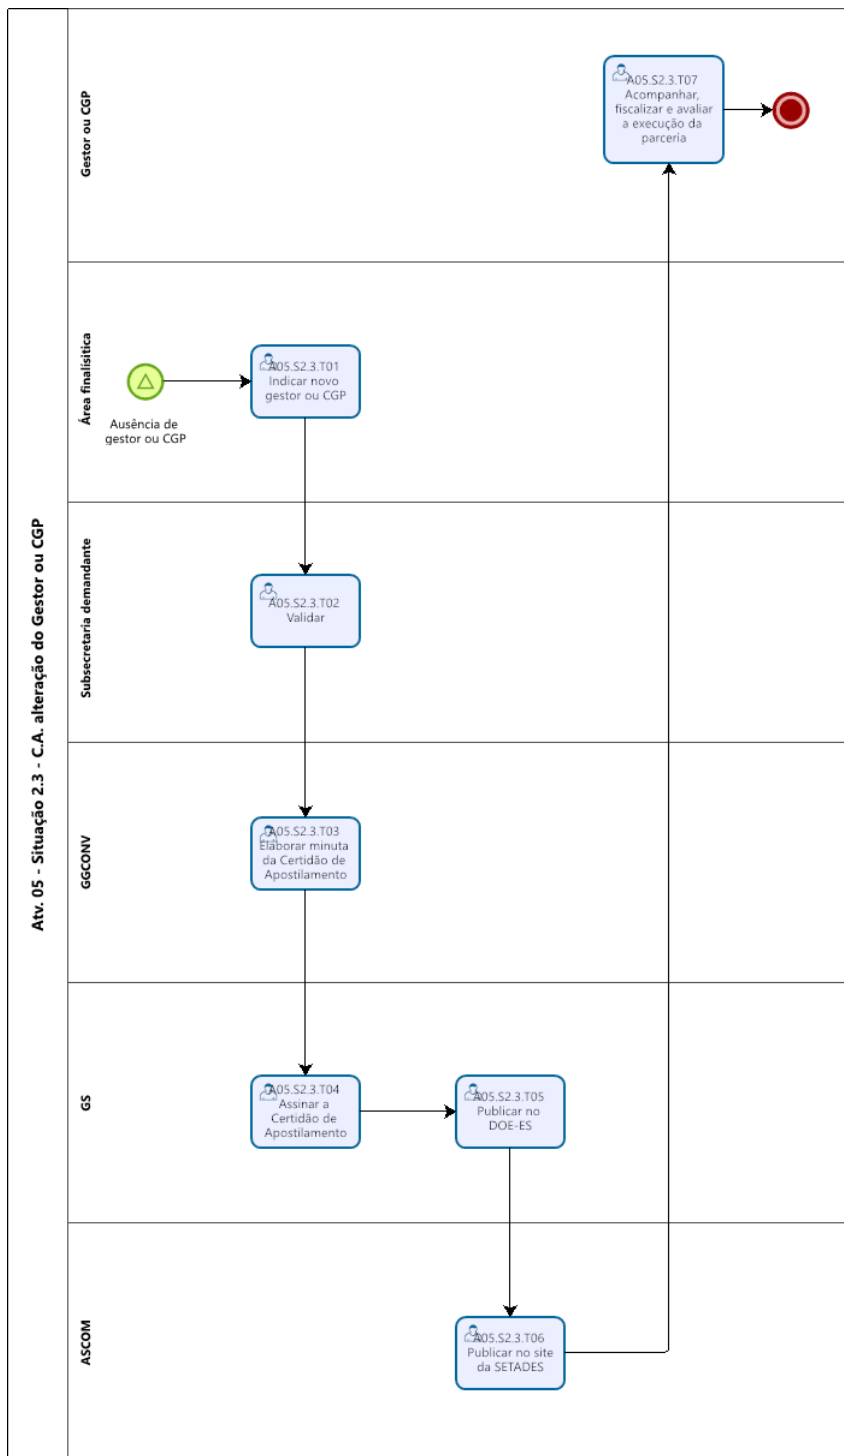 Atv. 05 - Situação 2.3 - C.A. alteração do Gestor ou CGP
Gestor ou CGP
A05.S2.3.T07
Acompanhar,
fiscalizar e avaliar
a execução da
parceria
Área finalísitica
Ausência de
gestor ou CGP
A05.S2.3.T01
Indicar novo
gestor ou CGP
Subsecretaria demandante
A05.S2.3.T02
Validar
GGCONV
A05.S2.3.T03
Elaborar minuta
da Certidão de
Apostilamento
GS
A05.S2.3.T04
Assinar a
Certidão de
Apostilamento
A05.S2.3.T05
Publicar no
DOE-ES
ASCOM
A05.S2.3.T06
Publicar no site
da SETADES